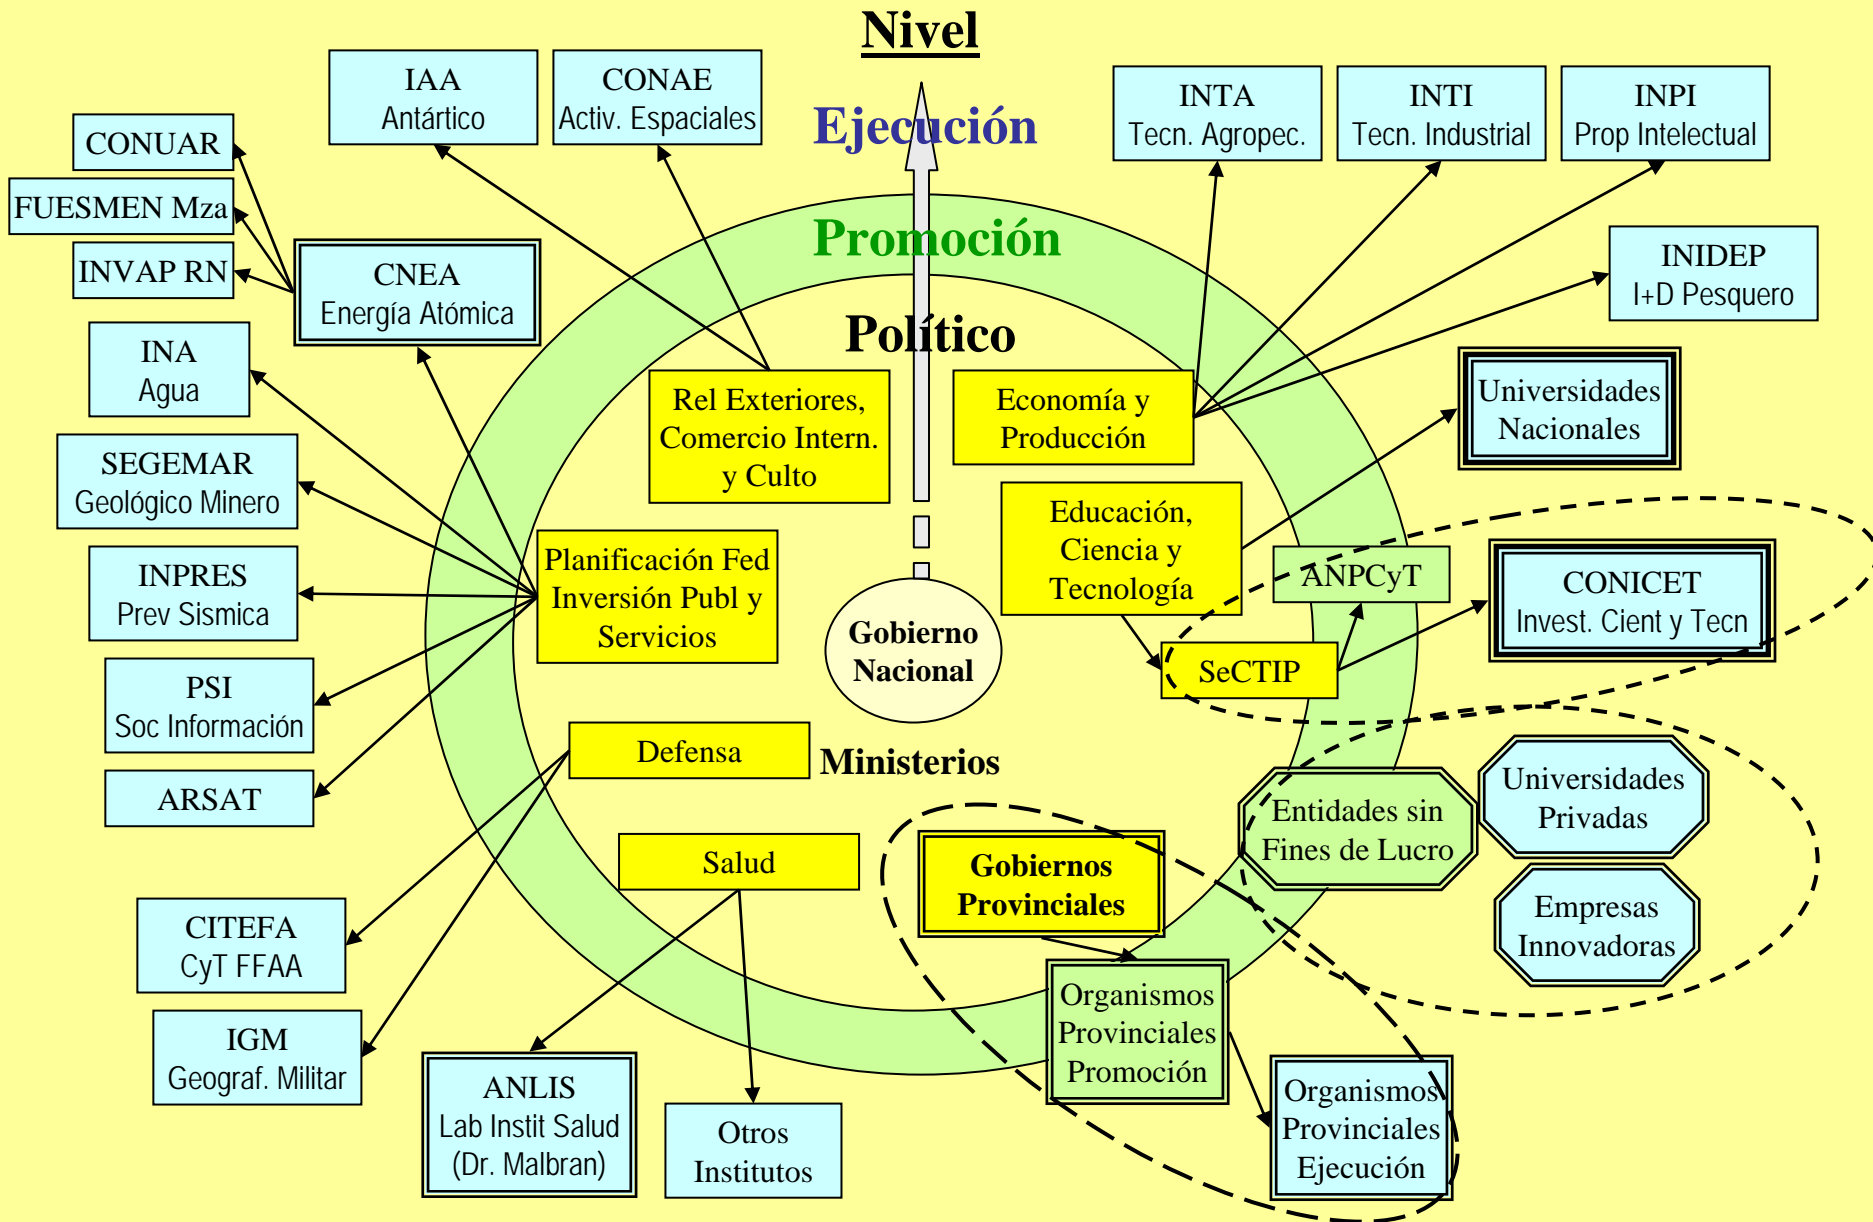 Nivel
Ejecución
Promoción
Político
IAA
Antártico
CONAE
Activ. Espaciales
INTA
Tecn. Agropec.
INTI
Tecn. Industrial
INPI
Prop Intelectual
CONUAR
FUESMEN Mza
INVAP RN
CNEA
Energía Atómica
INIDEP
I+D Pesquero
INA
Agua
Rel Exteriores,
Comercio Intern.
y Culto
Economía y
Producción
Universidades
Nacionales
SEGEMAR
Geológico Minero
Educación,
Ciencia y
Tecnología
INPRES
Prev Sismica
Planificación Fed
Inversión Publ y
Servicios
ANPCyT
CONICET
Invest. Cient y Tecn
Gobierno
Nacional
SeCTIP
PSI
Soc Información
Defensa
Ministerios
ARSAT
Entidades sin
Fines de Lucro
Universidades
Privadas
Salud
Gobiernos
Provinciales
Empresas
Innovadoras
CITEFA
CyT FFAA
IGM
Geograf. Militar
Organismos
Provinciales
Promoción
ANLIS
Lab Instit Salud
(Dr. Malbran)
Otros
Institutos
Organismos
Provinciales
Ejecución